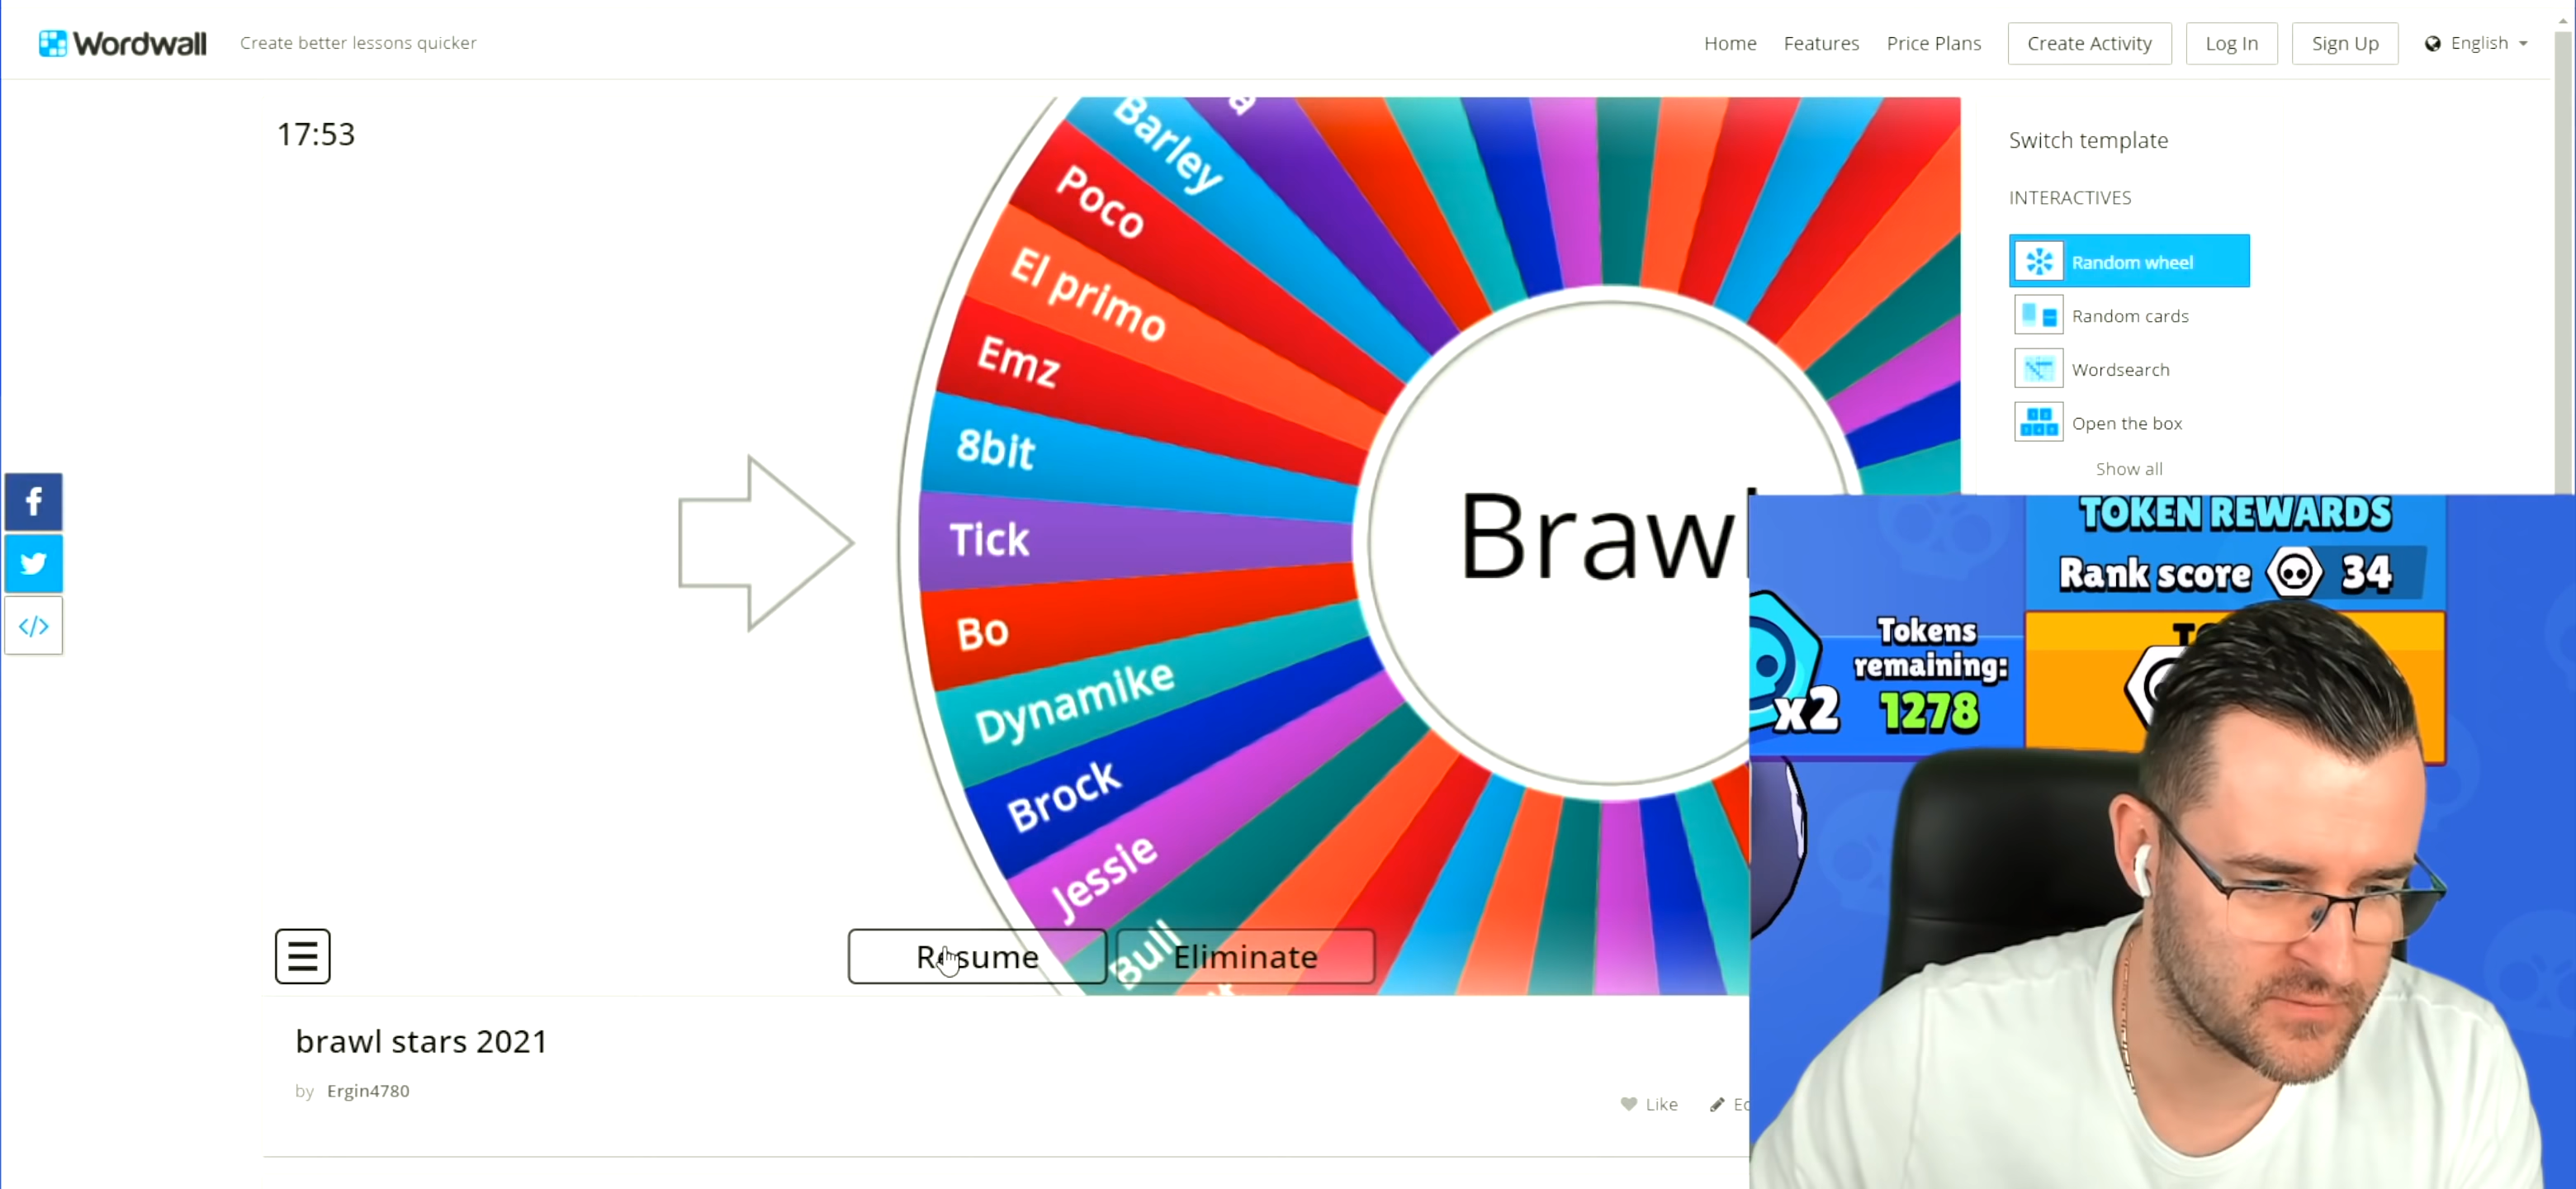 Wordwall
Create better lessons quicker
Home
Features
Price Plans
Create Activity
Log In
Sign Up
English
17:53
Barley
Poco
El primo
Emz
8bit
Tick
Bo
Dynamike
Brock
Jessie
Bull
Brawl
Switch template
INTERACTIVES
Random wheel
Random cards
Wordsearch
Open the box
Show all
TOKEN REWARDS
Rank score 34
Tokens
remaining:
x2 1278
Resume
Eliminate
brawl stars 2021
by Ergin4780
Like